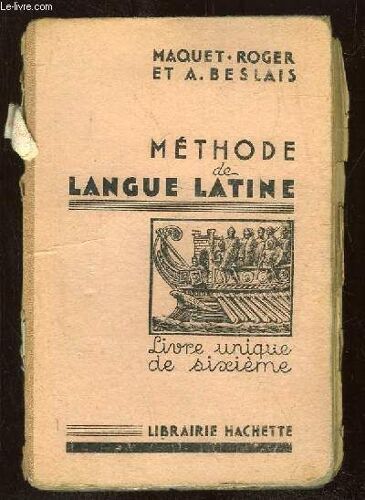 Le-livre.com
MAQUET • ROGER
ET A. BESLAIS
MÉTHODE
de
LANGUE LATINE
Livre unique
de sixième
LIBRAIRIE HACHETTE